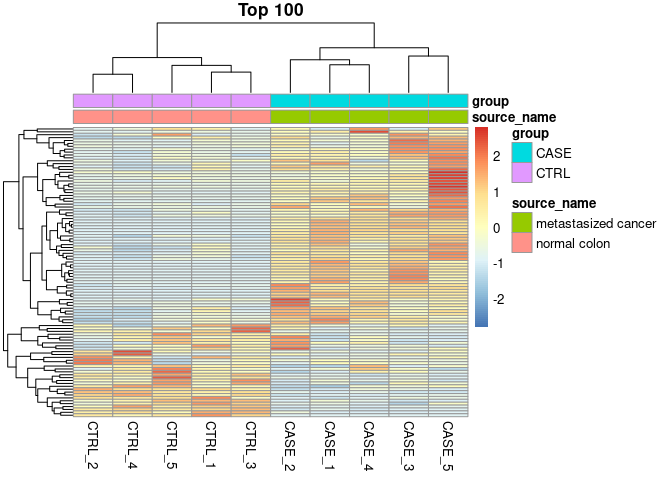 Top 100
group
source_name
group
CASE
CTRL
source_name
metastasized cancer
normal colon
2
1
0
-1
-2
CTRL_2
CTRL_4
CTRL_5
CTRL_1
CTRL_3
CASE_2
CASE_1
CASE_4
CASE_3
CASE_5